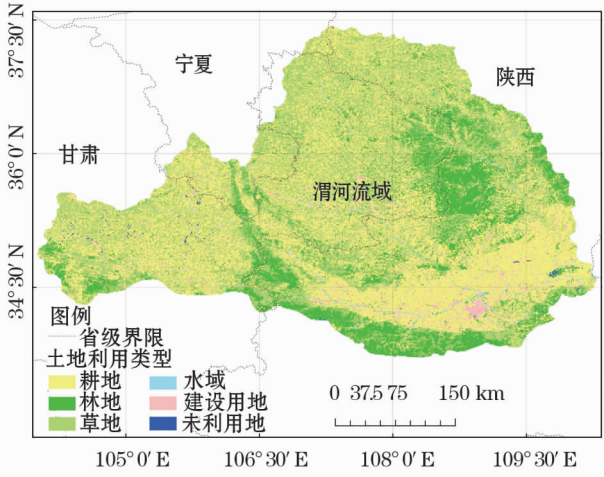 37°30′ N
36°0′ N
34°30′ N
宁夏
陕西
甘肃
渭河流域
图例
省级界限
土地利用类型
耕地
水域
林地
建设用地
草地
未利用地
0 37.5 75 150 km
105°0′ E
106°30′ E
108°0′ E
109°30′ E